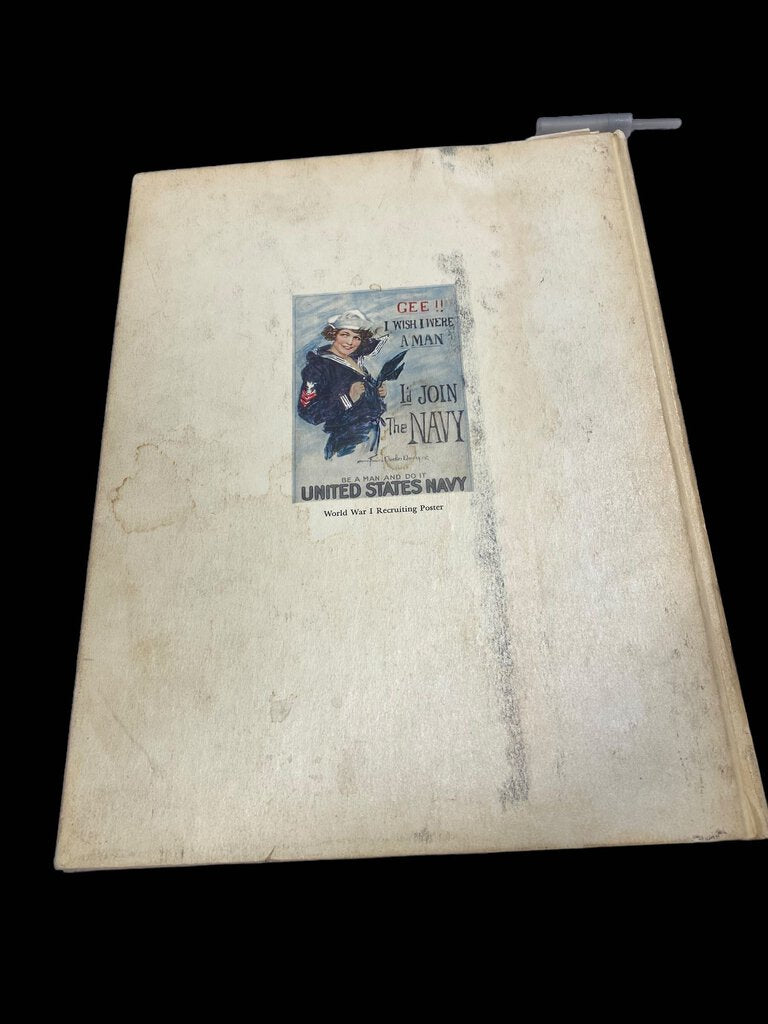 GEE !!
I WISH I WERE
A MAN
I'd JOIN
The NAVY
BE A MAN AND DO IT
UNITED STATES NAVY
World War I Recruiting Poster